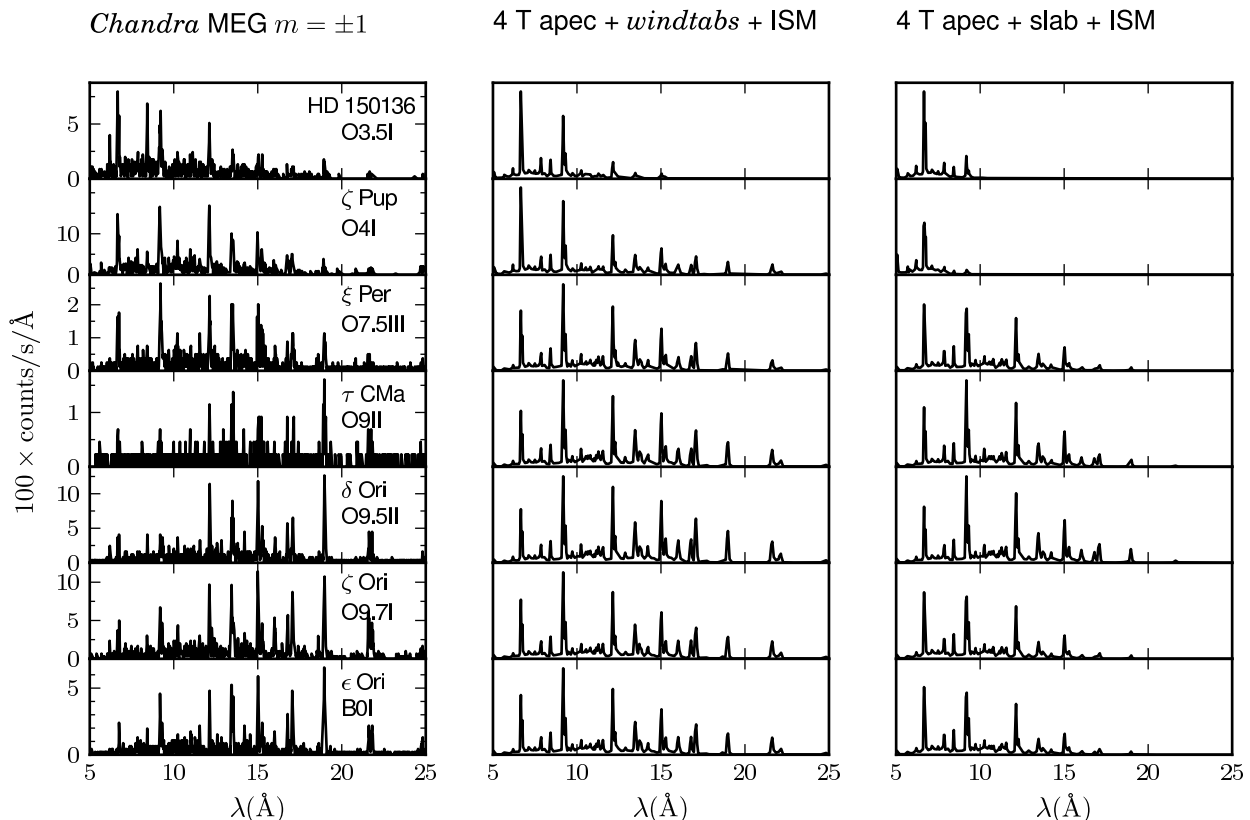 Chandra MEG m = ±1
4 T apec + windtabs + ISM
4 T apec + slab + ISM
100 × counts/s/Å
HD 150136
O3.5I
5
0
ζ Pup
O4I
10
0
ξ Per
O7.5III
2
1
0
τ CMa
O9II
1
0
δ Ori
O9.5II
10
5
0
ζ Ori
O9.7I
10
5
0
ϵ Ori
B0I
5
0
5 10 15 20 25
5 10 15 20 25
5 10 15 20 25
λ(Å)
λ(Å)
λ(Å)